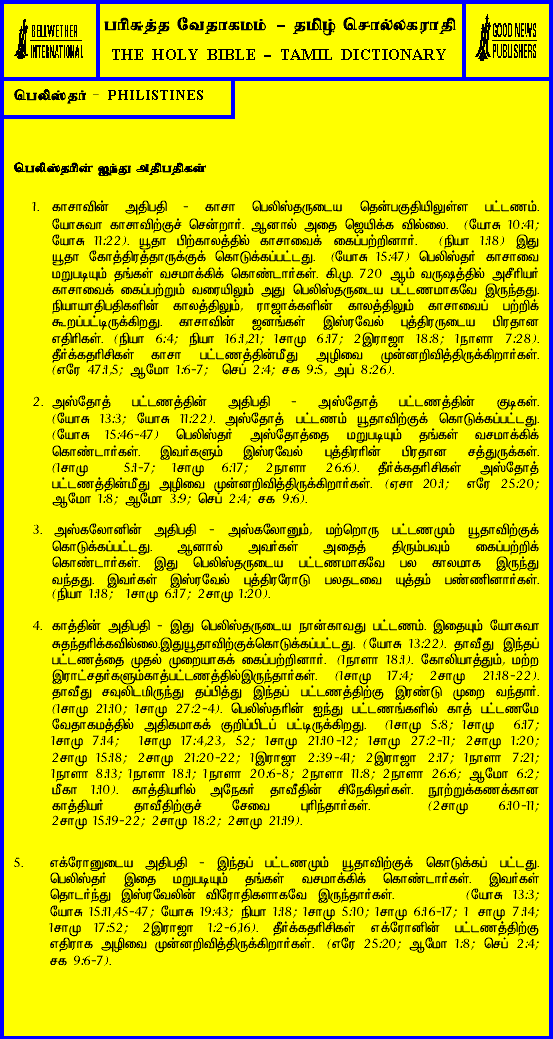 BELLWETHER
INTERNATIONAL
பரிசுத்த வேதாகமம் - தமிழ் சொல்லகராதி
THE HOLY BIBLE - TAMIL DICTIONARY
GOOD NEWS
PUBLISHERS
பெலிஸ்தர் - PHILISTINES
பெலிஸ்தரின் ஐந்து அதிபதிகள்
1. காசாவின் அதிபதி - காசா பெலிஸ்தருடைய தென்பகுதியிலுள்ள பட்டணம்.
யோசுவா காசாவிற்குச் சென்றார். ஆனால் அதை ஜெயிக்க வில்லை. (யோசு 10:41;
யோசு 11:22). யூதா பிற்காலத்தில் காசாவைக் கைப்பற்றினார். (நியா 1:18) இது
யூதா கோத்திரத்தாருக்குக் கொடுக்கப்பட்டது. (யோசு 15:47) பெலிஸ்தர் காசாவை
மறுபடியும் தங்கள் வசமாக்கிக் கொண்டார்கள். கி.மு. 720 ஆம் வருஷத்தில் அசீரியர்
காசாவைக் கைப்பற்றும் வரையிலும் அது பெலிஸ்தருடைய பட்டணமாகவே இருந்தது.
நியாயாதிபதிகளின் காலத்திலும், ராஜாக்களின் காலத்திலும் காசாவைப் பற்றிக்
கூறப்பட்டிருக்கிறது. காசாவின் ஜனங்கள் இஸ்ரவேல் புத்திரருடைய பிரதான
எதிரிகள். (நியா 6:4; நியா 16:1,21; 1சாமு 6:17; 2இராஜா 18:8; 1நாளா 7:28).
தீர்க்கதரிசிகள் காசா பட்டணத்தின்மீது அழிவை முன்னறிவித்திருக்கிறார்கள்.
(எரே 47:1,5; ஆமோ 1:6-7; செப் 2:4; சக 9:5, அப் 8:26).
2. அஸ்தோத் பட்டணத்தின் அதிபதி - அஸ்தோத் பட்டணத்தின் குடிகள்.
(யோசு 13:3; யோசு 11:22). அஸ்தோத் பட்டணம் யூதாவிற்குக் கொடுக்கப்பட்டது.
(யோசு 15:46-47) பெலிஸ்தர் அஸ்தோத்தை மறுபடியும் தங்கள் வசமாக்கிக்
கொண்டார்கள். இவர்களும் இஸ்ரவேல் புத்திரரின் பிரதான சத்துருக்கள்.
(1சாமு 5:1-7; 1சாமு 6:17; 2நாளா 26:6). தீர்க்கதரிசிகள் அஸ்தோத்
பட்டணத்தின்மீது அழிவை முன்னறிவித்திருக்கிறார்கள். (ஏசா 20:1; எரே 25:20;
ஆமோ 1:8; ஆமோ 3:9; செப் 2:4; சக 9:6).
3. அஸ்கலோனின் அதிபதி - அஸ்கலோனும், மற்றொரு பட்டணமும் யூதாவிற்குக்
கொடுக்கப்பட்டது. ஆனால் அவர்கள் அதைத் திரும்பவும் கைப்பற்றிக்
கொண்டார்கள். இது பெலிஸ்தருடைய பட்டணமாகவே பல காலமாக இருந்து
வந்தது. இவர்கள் இஸ்ரவேல் புத்திரரோடு பலதடவை யுத்தம் பண்ணினார்கள்.
(நியா 1:18; 1சாமு 6:17; 2சாமு 1:20).
4. காத்தின் அதிபதி - இது பெலிஸ்தருடைய நான்காவது பட்டணம். இதையும் யோசுவா
சுதந்தரிக்கவில்லை.இதுயூதாவிற்குக்கொடுக்கப்பட்டது. (யோசு 13:22). தாவீது இந்தப்
பட்டணத்தை முதல் முறையாகக் கைப்பற்றினார். (1நாளா 18:1). கோலியாத்தும், மற்ற
இராட்சதர்களும்காத்பட்டணத்தில்இருந்தார்கள். (1சாமு 17:4; 2சாமு 21:18-22).
தாவீது சவுலிடமிருந்து தப்பித்து இந்தப் பட்டணத்திற்கு இரண்டு முறை வந்தார்.
(1சாமு 21:10; 1சாமு 27:2-4). பெலிஸ்தரின் ஐந்து பட்டணங்களில் காத் பட்டணமே
வேதாகமத்தில் அதிகமாகக் குறிப்பிடப் பட்டிருக்கிறது. (1சாமு 5:8; 1சாமு 6:17;
1சாமு 7:14; 1சாமு 17:4,23, 52; 1சாமு 21:10-12; 1சாமு 27:2-11; 2சாமு 1:20;
2சாமு 15:18; 2சாமு 21:20-22; 1இராஜா 2:39-41; 2இராஜா 2:17; 1நாளா 7:21;
1நாளா 8:13; 1நாளா 18:1; 1நாளா 20:6-8; 2நாளா 11:8; 2நாளா 26:6; ஆமோ 6:2;
மீகா 1:10). காத்தியரில் அநேகர் தாவீதின் சிநேகிதர்கள். நூற்றுக்கணக்கான
காத்தியர் தாவீதிற்குச் சேவை புரிந்தார்கள். (2சாமு 6:10-11;
2சாமு 15:19-22; 2சாமு 18:2; 2சாமு 21:19).
5. எக்ரோனுடைய அதிபதி - இந்தப் பட்டணமும் யூதாவிற்குக் கொடுக்கப் பட்டது.
பெலிஸ்தர் இதை மறுபடியும் தங்கள் வசமாக்கிக் கொண்டார்கள். இவர்கள்
தொடர்ந்து இஸ்ரவேலின் விரோதிகளாகவே இருந்தார்கள். (யோசு 13:3;
யோசு 15:11,45-47; யோசு 19:43; நியா 1:18; 1சாமு 5:10; 1சாமு 6:16-17; 1 சாமு 7:14;
1சாமு 17:52; 2இராஜா 1:2-6,16). தீர்க்கதரிசிகள் எக்ரோனின் பட்டணத்திற்கு
எதிராக அழிவை முன்னறிவித்திருக்கிறார்கள். (எரே 25:20; ஆமோ 1:8; செப் 2:4;
சக 9:6-7).